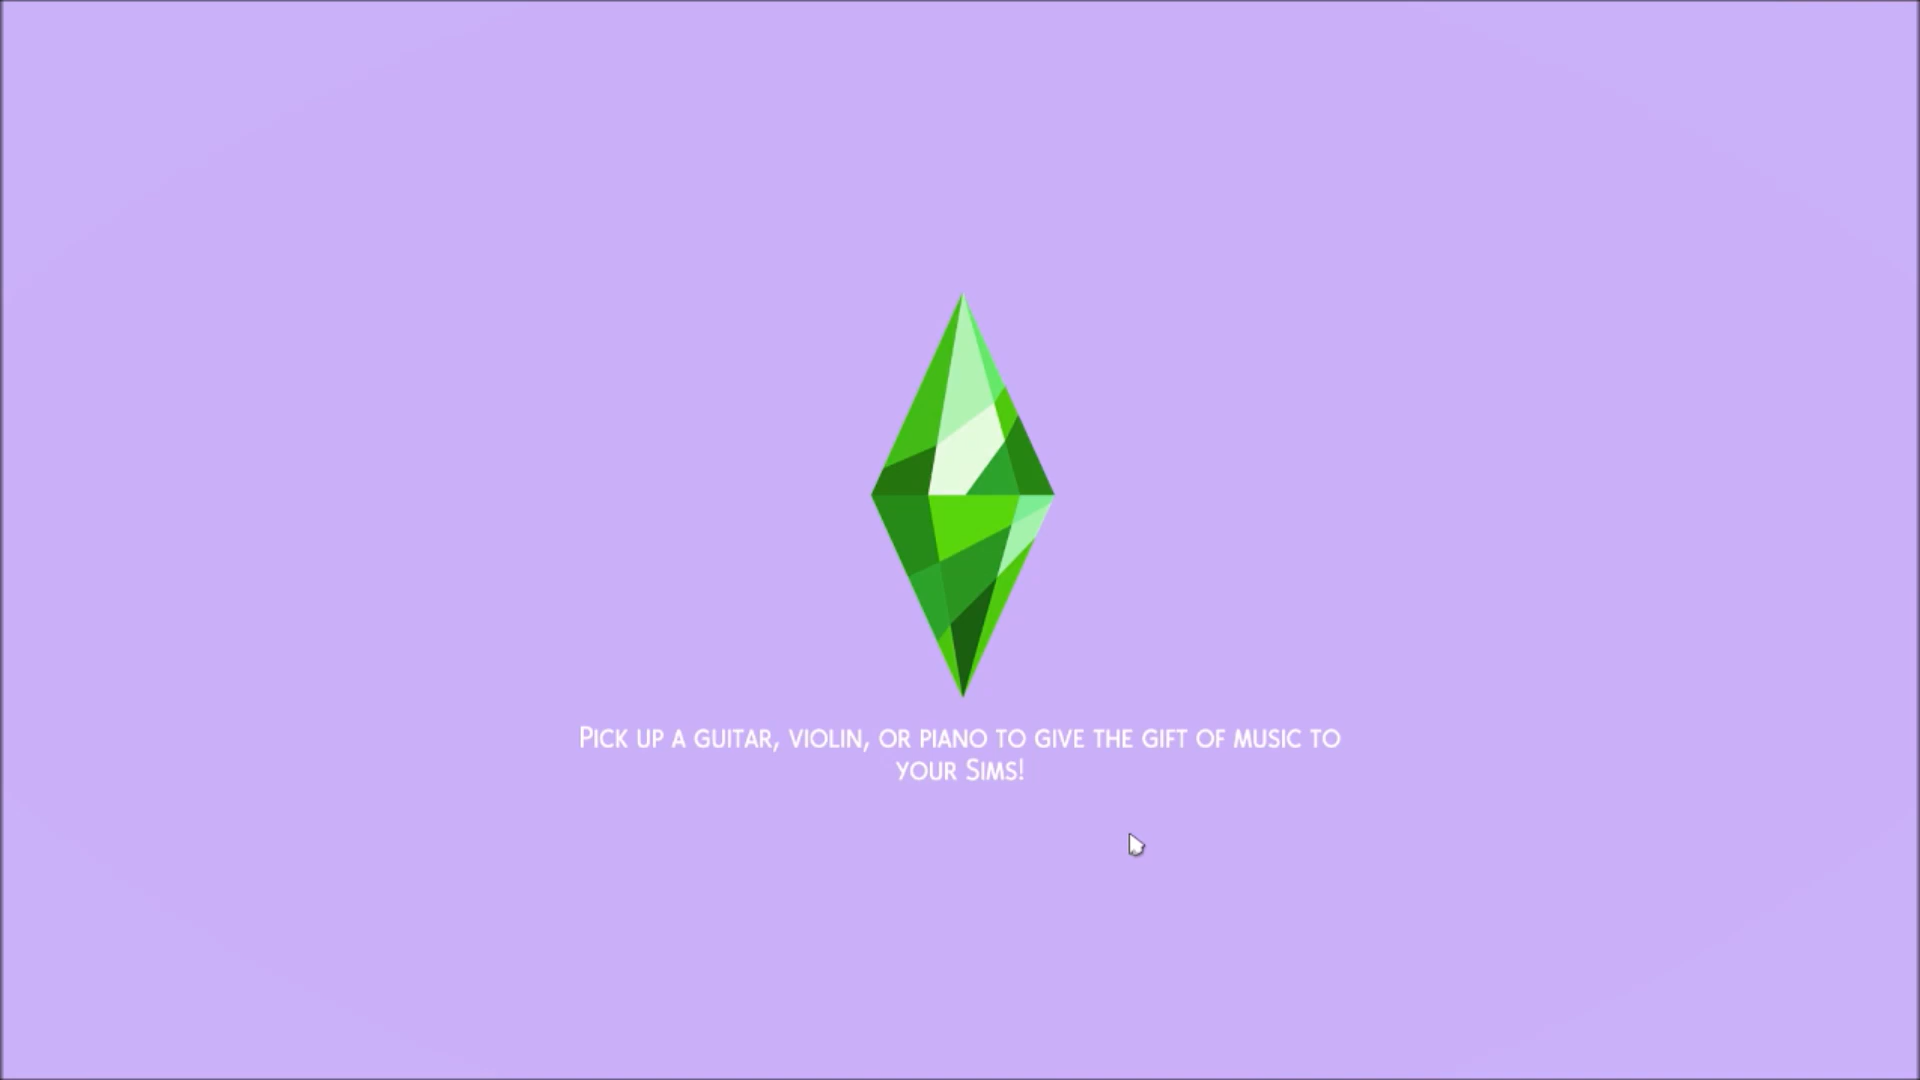 Pick up a guitar, violin, or piano to give the gift of music to
your Sims!